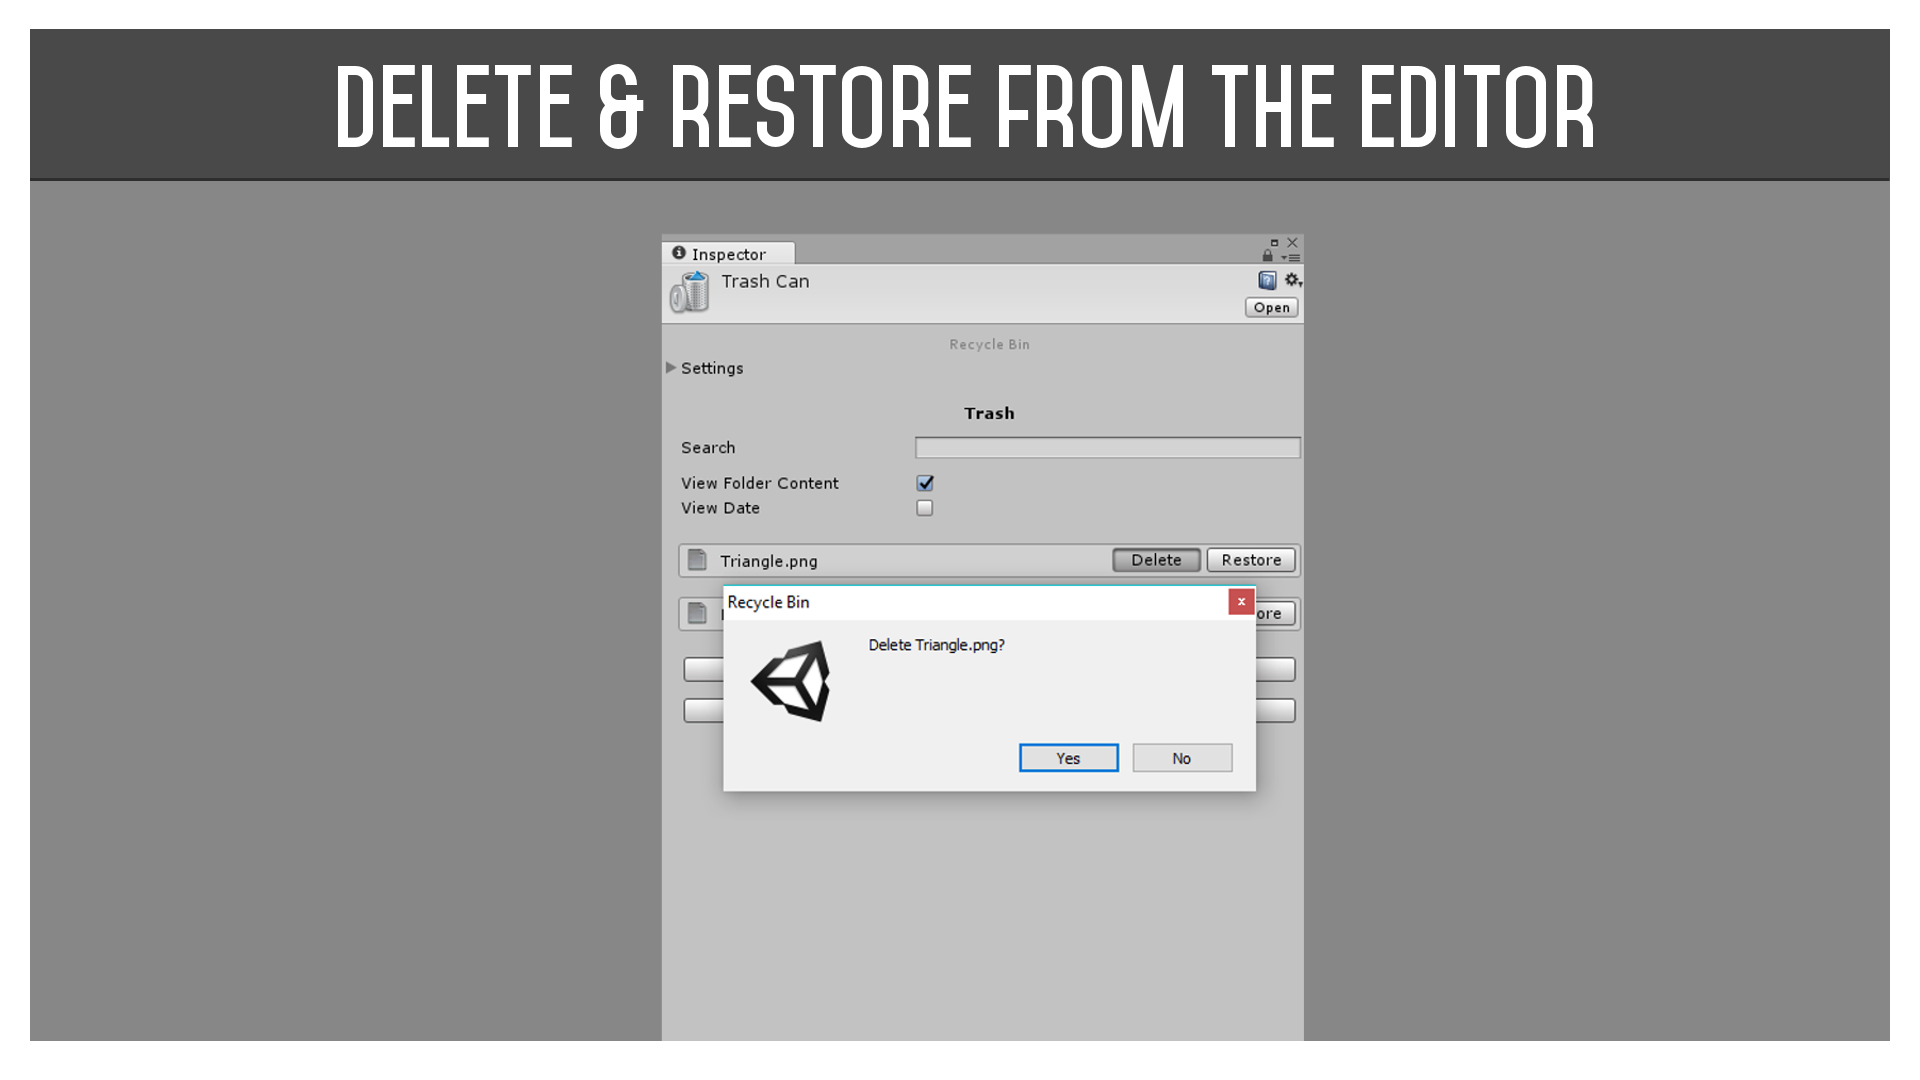 DELETE & RESTORE FROM THE EDITOR
Inspector
Trash Can
Open
Recycle Bin
Settings
Trash
Search
View Folder Content
View Date
Triangle.png Delete Restore
ore
Recycle Bin x
Delete Triangle.png?
Yes No